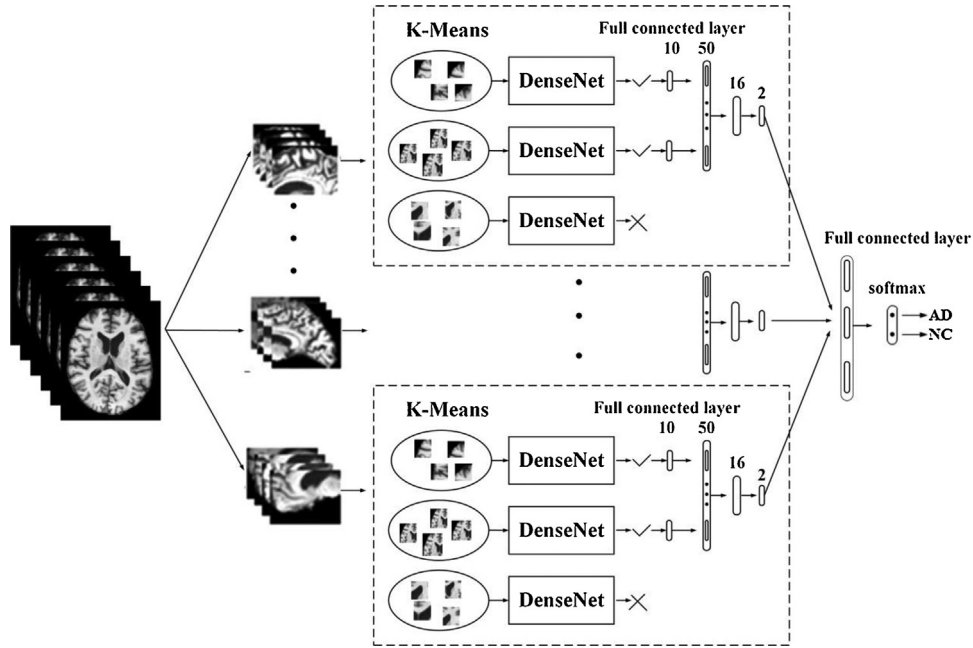 K-Means
Full connected layer
10
50
DenseNet
16
2
DenseNet
DenseNet
Full connected layer
softmax
AD
NC
K-Means
Full connected layer
10
50
DenseNet
16
2
DenseNet
DenseNet